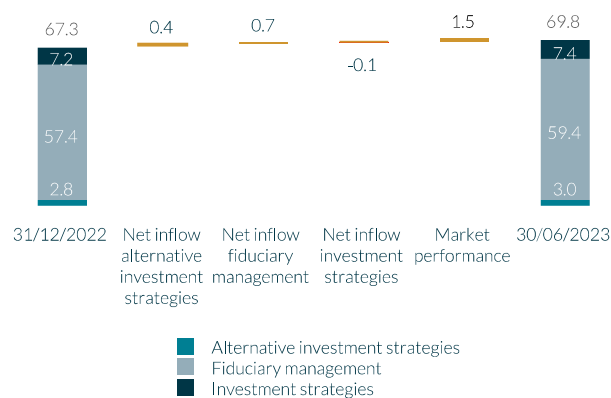 67.3
0.4
0.7
-0.1
1.5
69.8
7.2
57.4
2.8
7.4
59.4
3.0
31/12/2022
Net inflow
alternative
investment
strategies
Net inflow
fiduciary
management
Net inflow
investment
strategies
Market
performance
30/06/2023
Alternative investment strategies
Fiduciary management
Investment strategies